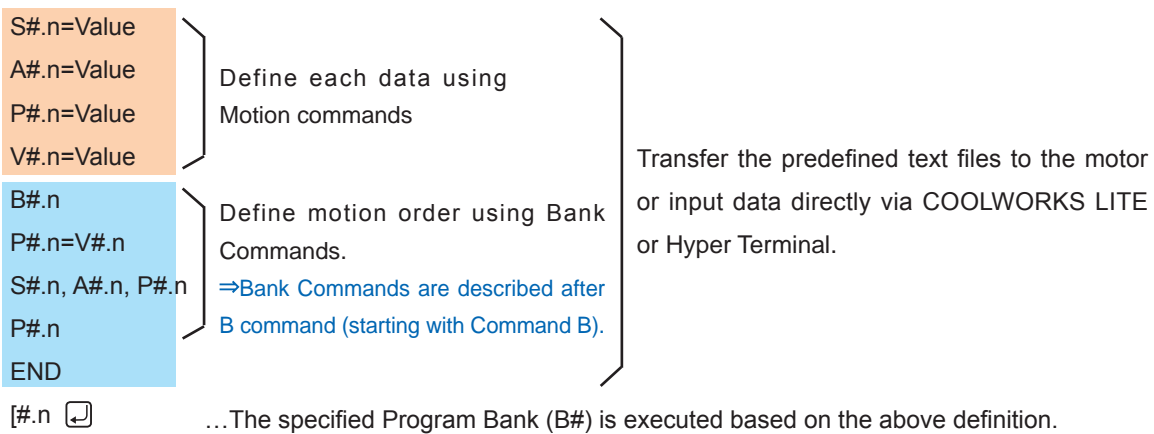 S#.n=Value
A#.n=Value
P#.n=Value
V#.n=Value
Define each data using
Motion commands
B#.n
P#.n=V#.n
S#.n, A#.n, P#.n
P#.n
END
Define motion order using Bank
Commands.
⇒Bank Commands are described after
B command (starting with Command B).
Transfer the predefined text files to the motor
or input data directly via COOLWORKS LITE
or Hyper Terminal.
[#.n ↵ …The specified Program Bank (B#) is executed based on the above definition.